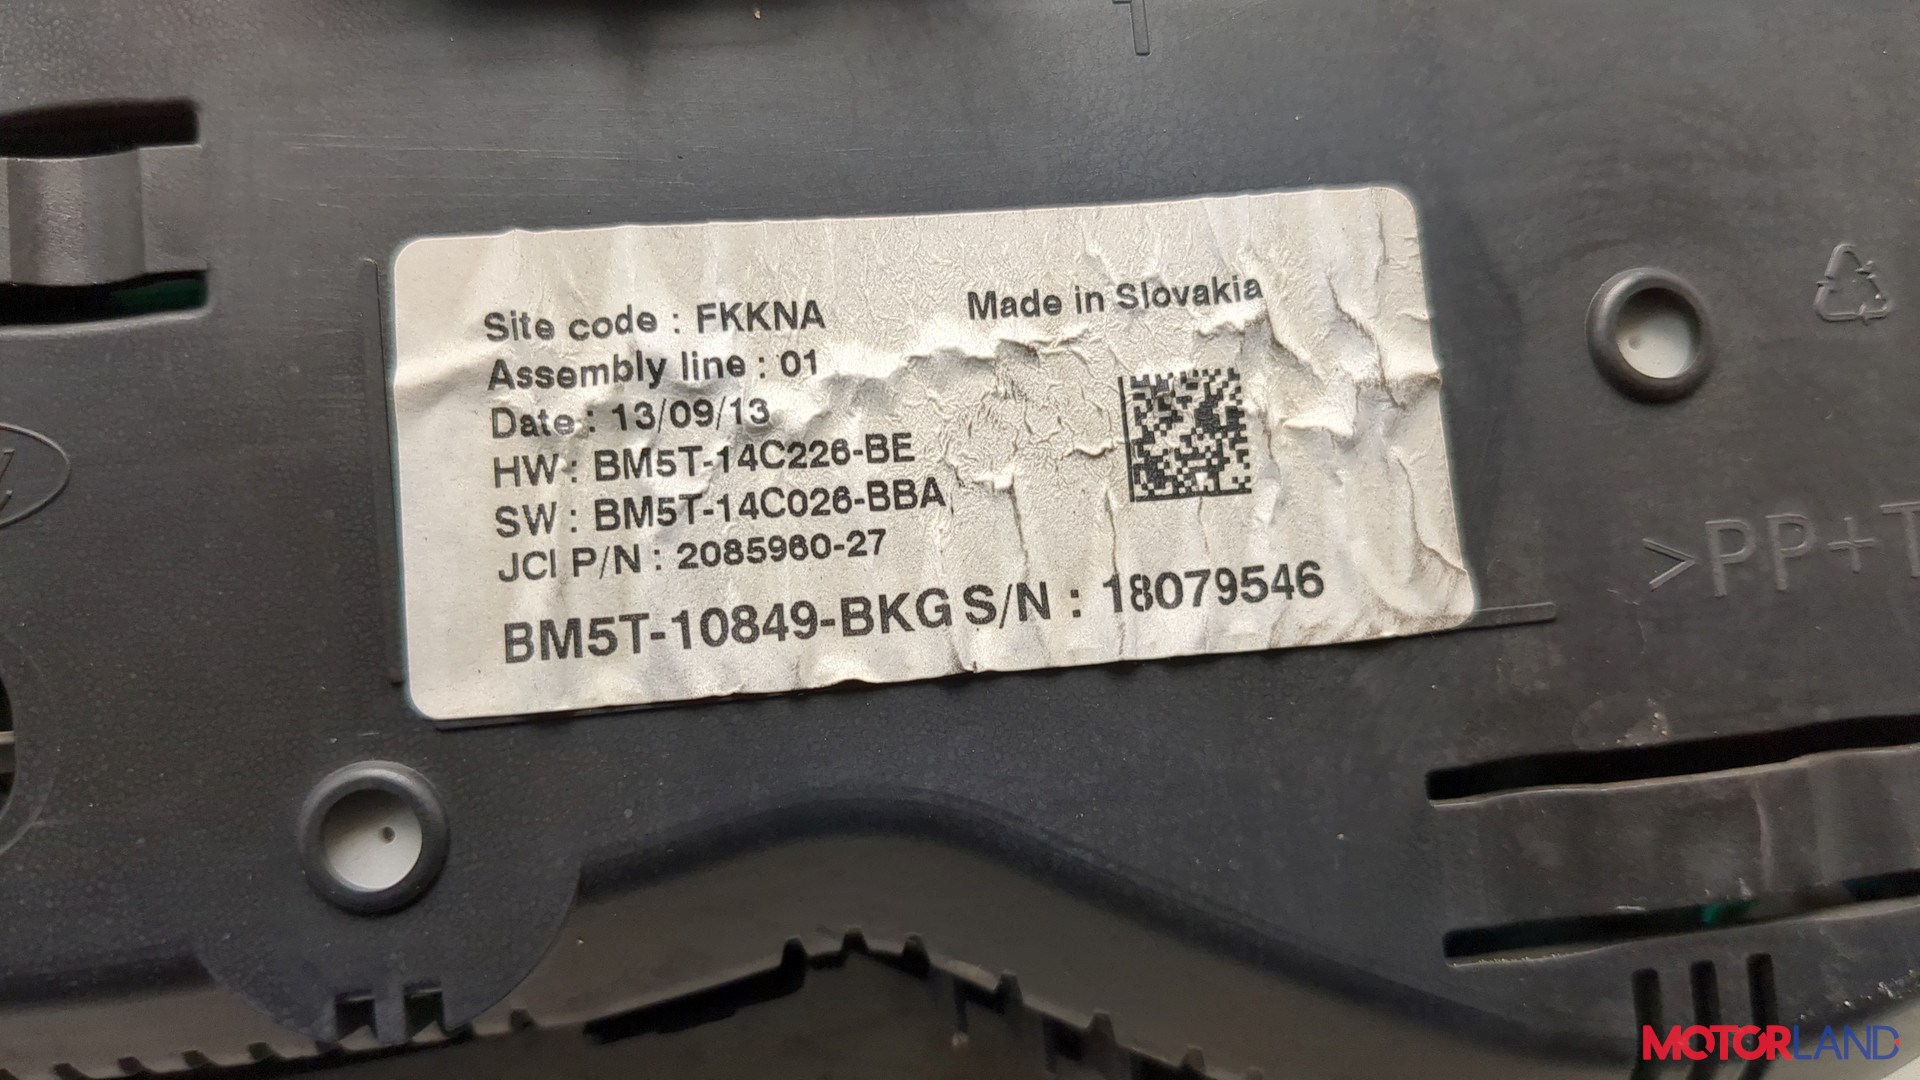 Site code : FKKNA
Made in Slovakia
Assembly line : 01
Date : 13/09/13
HW : BM5T-14C226-BE
SW : BM5T-14C026-BBA
JCI P/N : 2085960-27
BM5T-10849-BKG S/N : 18079546
>PP+T
MOTORLAND